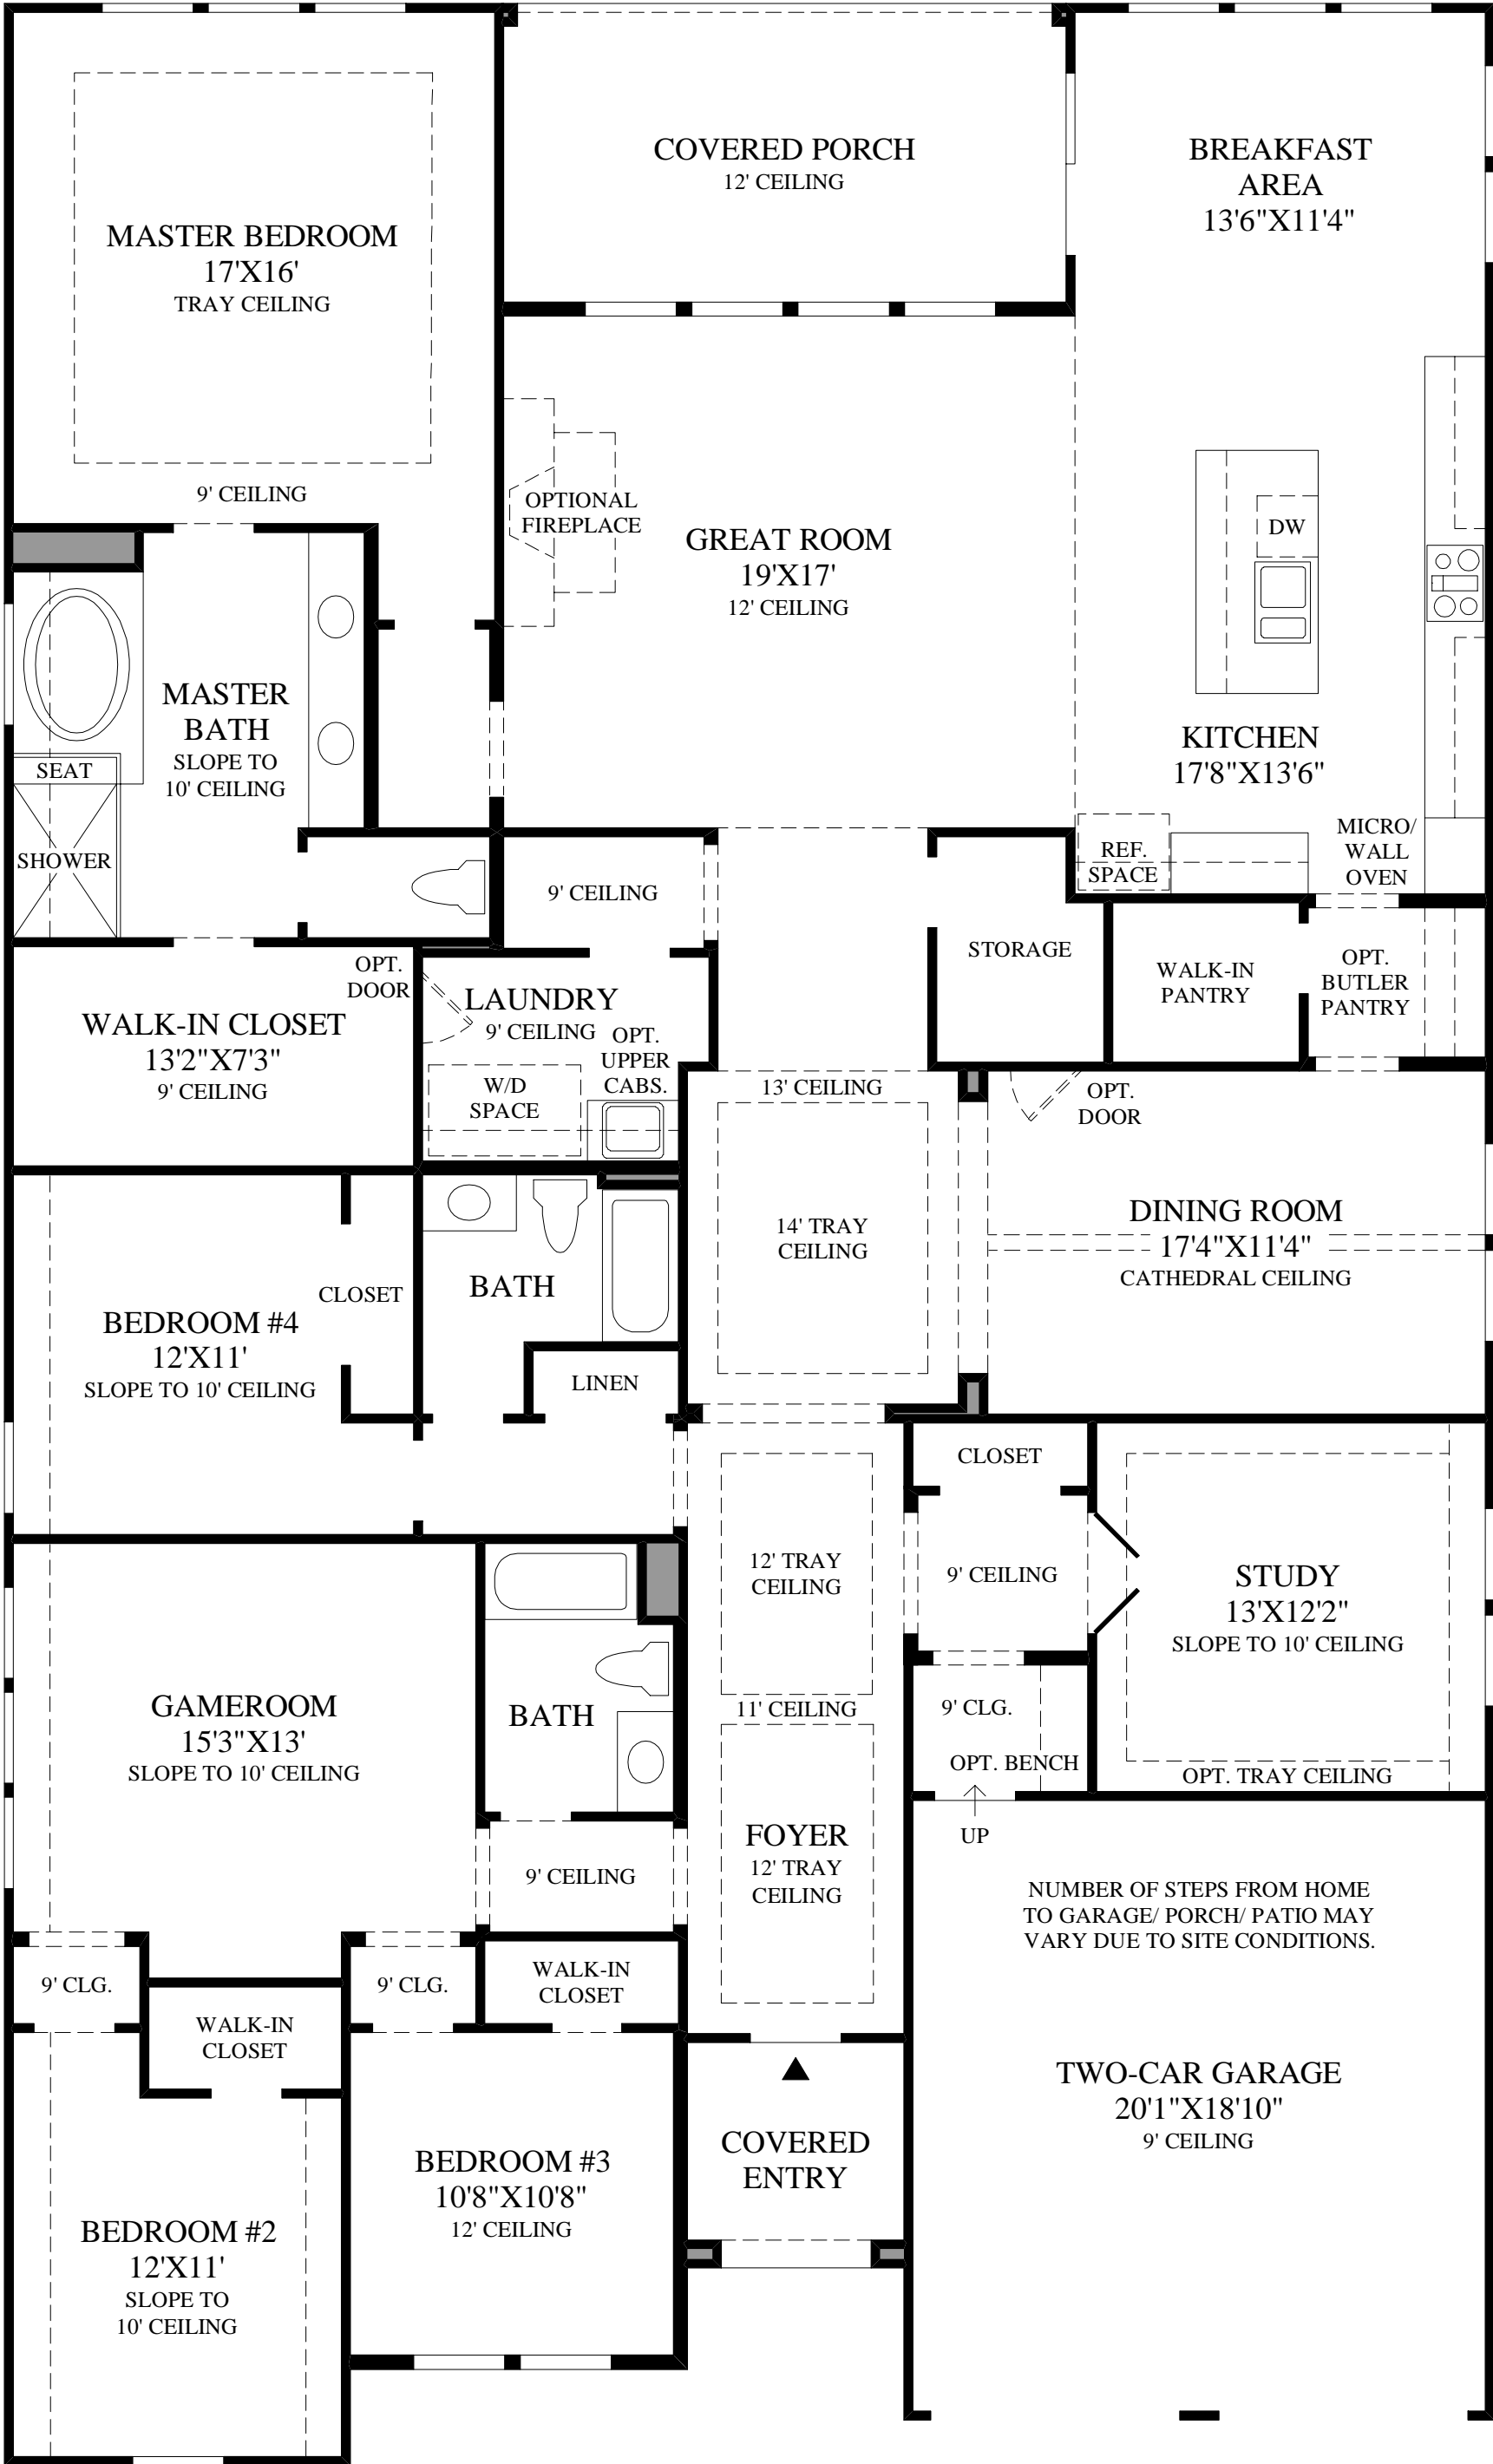 MASTER BEDROOM
17'X16'
TRAY CEILING
9' CEILING
COVERED PORCH
12' CEILING
BREAKFAST
AREA
13'6"X11'4"
OPTIONAL
FIREPLACE
GREAT ROOM
19'X17'
12' CEILING
DW
KITCHEN
17'8"X13'6"
MICRO/
WALL
OVEN
REF.
SPACE
MASTER
BATH
SLOPE TO
10' CEILING
SEAT
SHOWER
9' CEILING
STORAGE
WALK-IN
PANTRY
OPT.
BUTLER
PANTRY
OPT.
DOOR
WALK-IN CLOSET
13'2"X7'3"
9' CEILING
LAUNDRY
9' CEILING
OPT.
UPPER
CABS.
W/D
SPACE
13' CEILING
14' TRAY
CEILING
OPT.
DOOR
DINING ROOM
17'4"X11'4"
CATHEDRAL CEILING
BEDROOM #4
12'X11'
SLOPE TO 10' CEILING
CLOSET
BATH
LINEN
CLOSET
12' TRAY
CEILING
9' CEILING
STUDY
13'X12'2"
SLOPE TO 10' CEILING
OPT. TRAY CEILING
GAMEROOM
15'3"X13'
SLOPE TO 10' CEILING
BATH
11' CEILING
9' CLG.
OPT. BENCH
UP
FOYER
12' TRAY
CEILING
9' CEILING
NUMBER OF STEPS FROM HOME
TO GARAGE/ PORCH/ PATIO MAY
VARY DUE TO SITE CONDITIONS.
9' CLG.
WALK-IN
CLOSET
9' CLG.
WALK-IN
CLOSET
TWO-CAR GARAGE
20'1"X18'10"
9' CEILING
COVERED
ENTRY
BEDROOM #3
10'8"X10'8"
12' CEILING
BEDROOM #2
12'X11'
SLOPE TO
10' CEILING